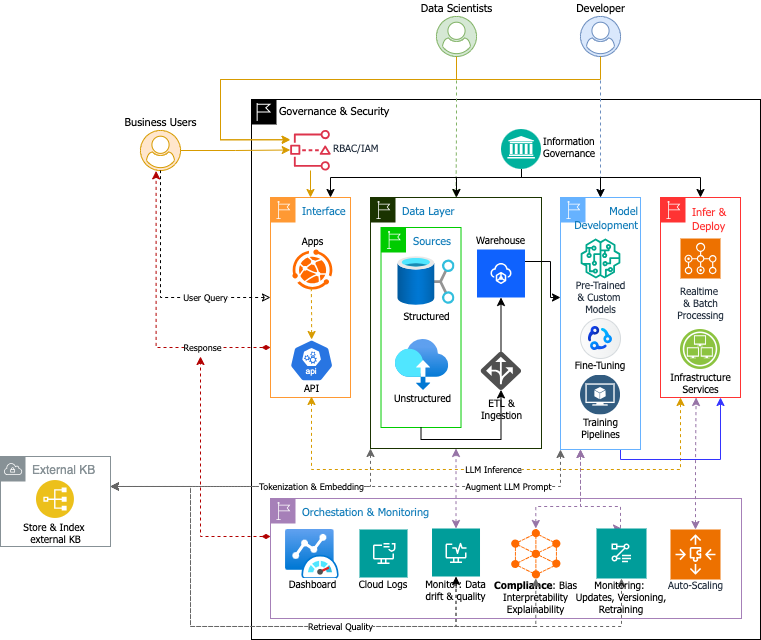 Data Scientists
Developer
Business Users
Governance & Security
RBAC/IAM
Information
Governance
Interface
Data Layer
Model
Development
Infer &
Deploy
Apps
Sources
Warehouse
Structured
Pre-Trained
& Custom
Models
Realtime
& Batch
Processing
User Query
Response
api
API
Unstructured
ETL &
Ingestion
Fine-Tuning
Training
Pipelines
Infrastructure
Services
LLM Inference
External KB
Tokenization & Embedding
Augment LLM Prompt
Store & Index
external KB
Orchestration & Monitoring
Dashboard
Cloud Logs
Monitor: Data
drift & quality
Compliance: Bias
Interpretability
Explainability
Monitoring:
Updates, Versioning,
Retraining
Auto-Scaling
Retrieval Quality